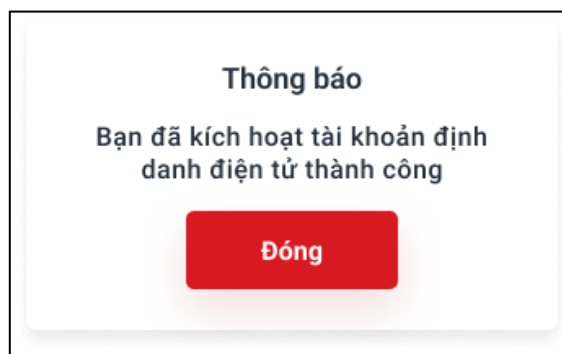 Thông báo
Bạn đã kích hoạt tài khoản định
danh điện tử thành công
Đóng